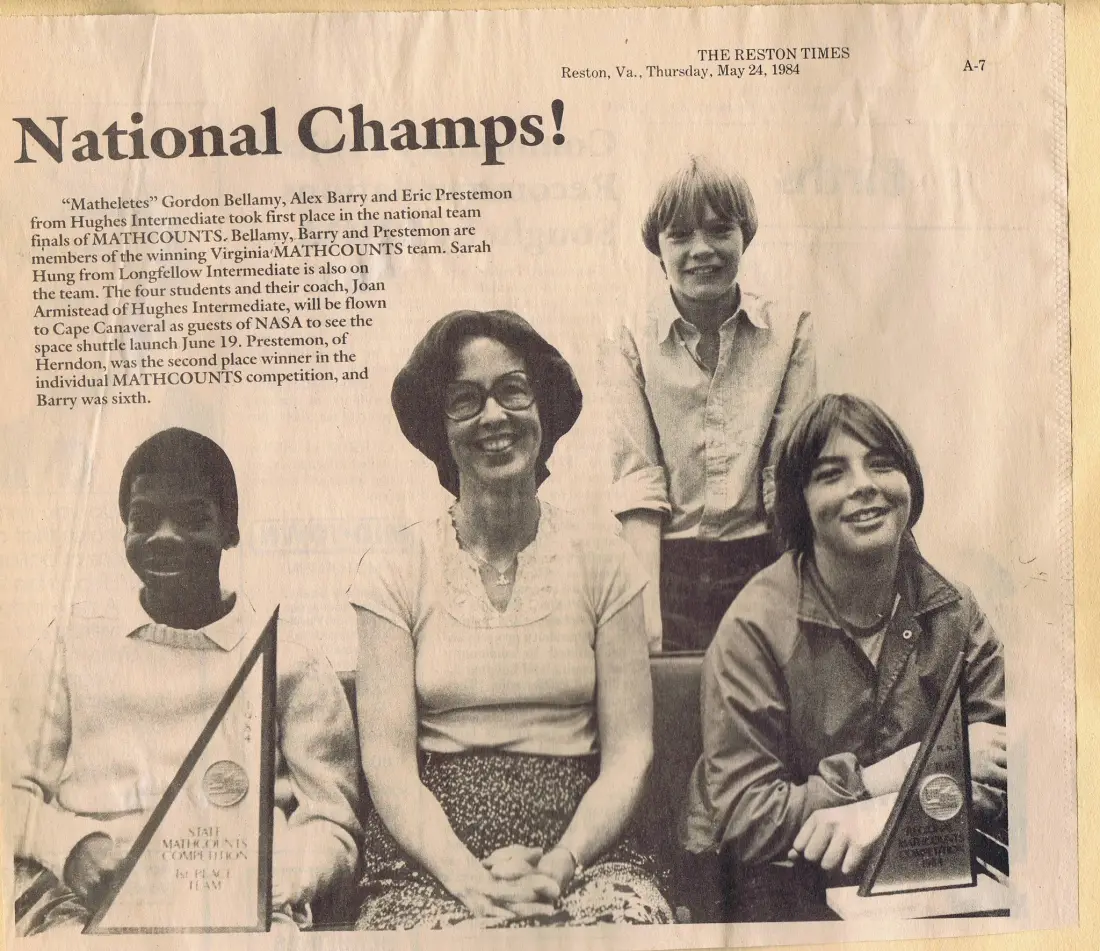 THE RESTON TIMES
Reston, Va., Thursday, May 24, 1984
A-7
National Champs!
"Matheletes" Gordon Bellamy, Alex Barry and Eric Prestemon
from Hughes Intermediate took first place in the national team
finals of MATHCOUNTS. Bellamy, Barry and Prestemon are
members of the winning Virginia MATHCOUNTS team. Sarah
Hung from Longfellow Intermediate is also on
the team. The four students and their coach, Joan
Armistead of Hughes Intermediate, will be flown
to Cape Canaveral as guests of NASA to see the
space shuttle launch June 19. Prestemon, of
Herndon, was the second place winner in the
individual MATHCOUNTS competition, and
Barry was sixth.
STATE
MATHCOUNTS
COMPETITION
1st PLACE
TEAM
REGIONAL
MATHCOUNTS
COMPETITION